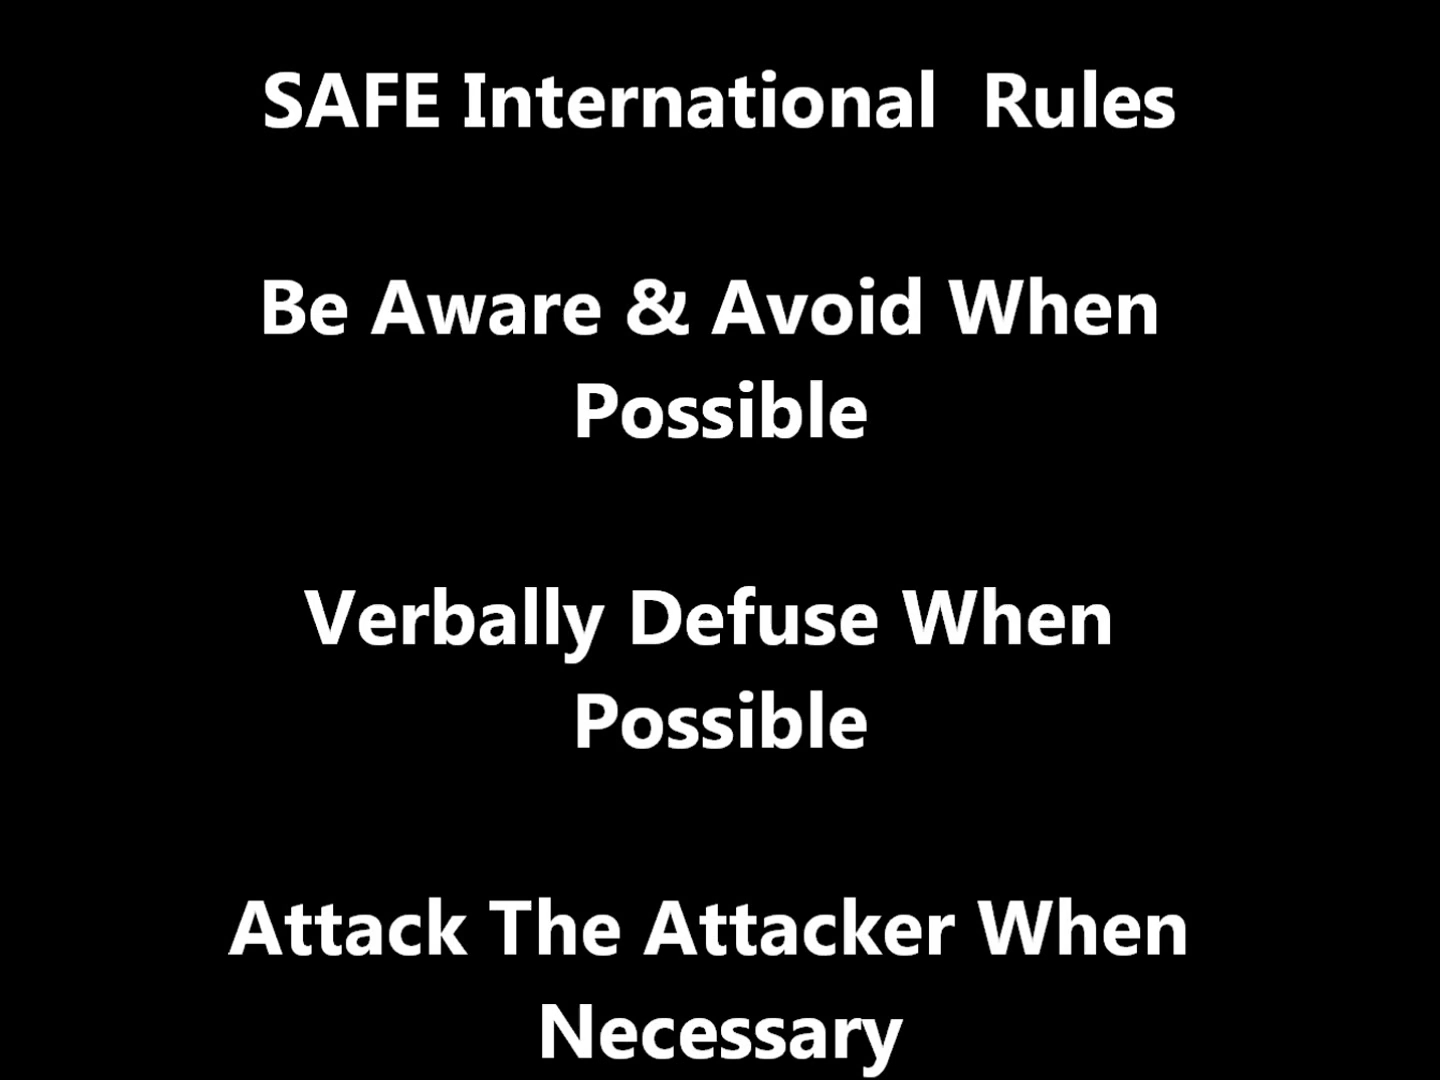 SAFE International  Rules
Be Aware & Avoid When
Possible
Verbally Defuse When
Possible
Attack The Attacker When
Necessary